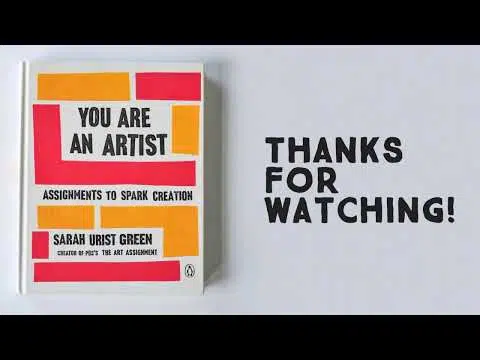 YOU ARE
AN ARTIST
ASSIGNMENTS TO SPARK CREATION
SARAH URIST GREEN
CREATOR OF PBS'S THE ART ASSIGNMENT
THANKS
FOR
WATCHING!